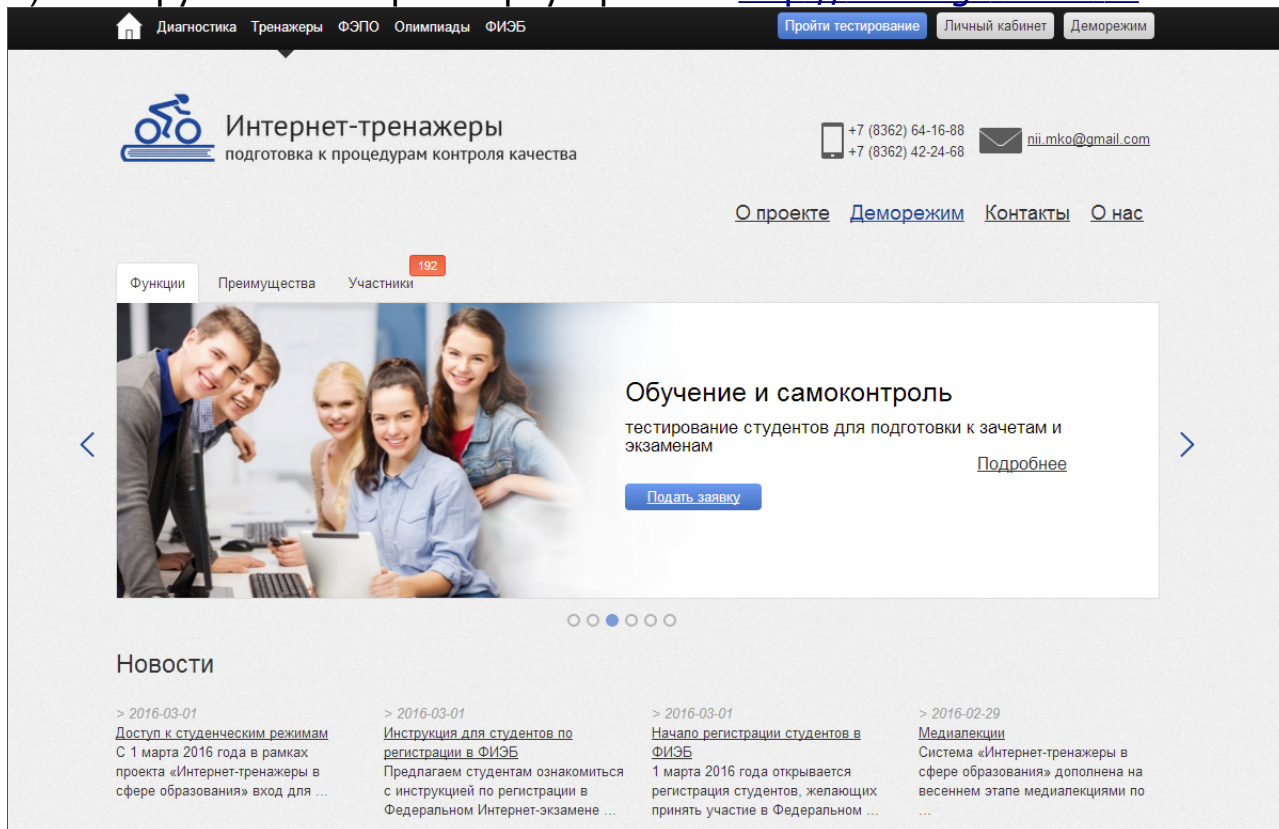 Диагностика Тренажеры ФЭПО Олимпиады ФИЭБ Пройти тестирование Личный кабинет Деморежим
Интернет-тренажеры
подготовка к процедурам контроля качества
+7 (8362) 64-16-88
+7 (8362) 42-24-68
nii.mko@gmail.com
О проекте Деморежим Контакты О нас
192
Функции Преимущества Участники
Обучение и самоконтроль
тестирование студентов для подготовки к зачетам и
экзаменам
Подробнее
Подать заявку
Новости
> 2016-03-01
Доступ к студенческим режимам
С 1 марта 2016 года в рамках
проекта «Интернет-тренажеры в
сфере образования» вход для ...
> 2016-03-01
Инструкция для студентов по
регистрации в ФИЭБ
Предлагаем студентам ознакомиться
с инструкцией по регистрации в
Федеральном Интернет-экзамене ...
> 2016-03-01
Начало регистрации студентов в
ФИЭБ
1 марта 2016 года открывается
регистрация студентов, желающих
принять участие в Федеральном ...
> 2016-02-29
Медиалекции
Система «Интернет-тренажеры в
сфере образования» дополнена на
весеннем этапе медиалекциями по
...